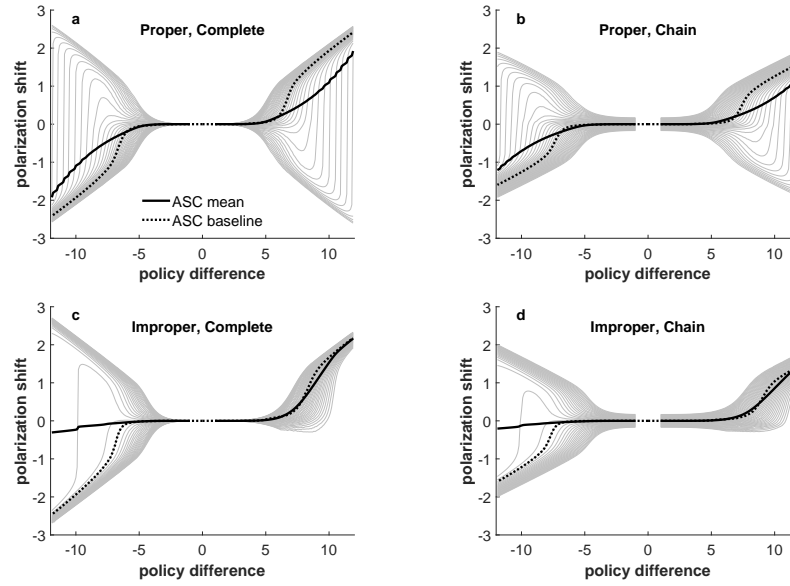 a
Proper, Complete
3
2
1
0
-1
-2
-3
polarization shift
ASC mean
ASC baseline
-10 -5 0 5 10
policy difference
b
Proper, Chain
3
2
1
0
-1
-2
-3
polarization shift
-10 -5 0 5 10
policy difference
c
Improper, Complete
3
2
1
0
-1
-2
-3
polarization shift
-10 -5 0 5 10
policy difference
d
Improper, Chain
3
2
1
0
-1
-2
-3
polarization shift
-10 -5 0 5 10
policy difference